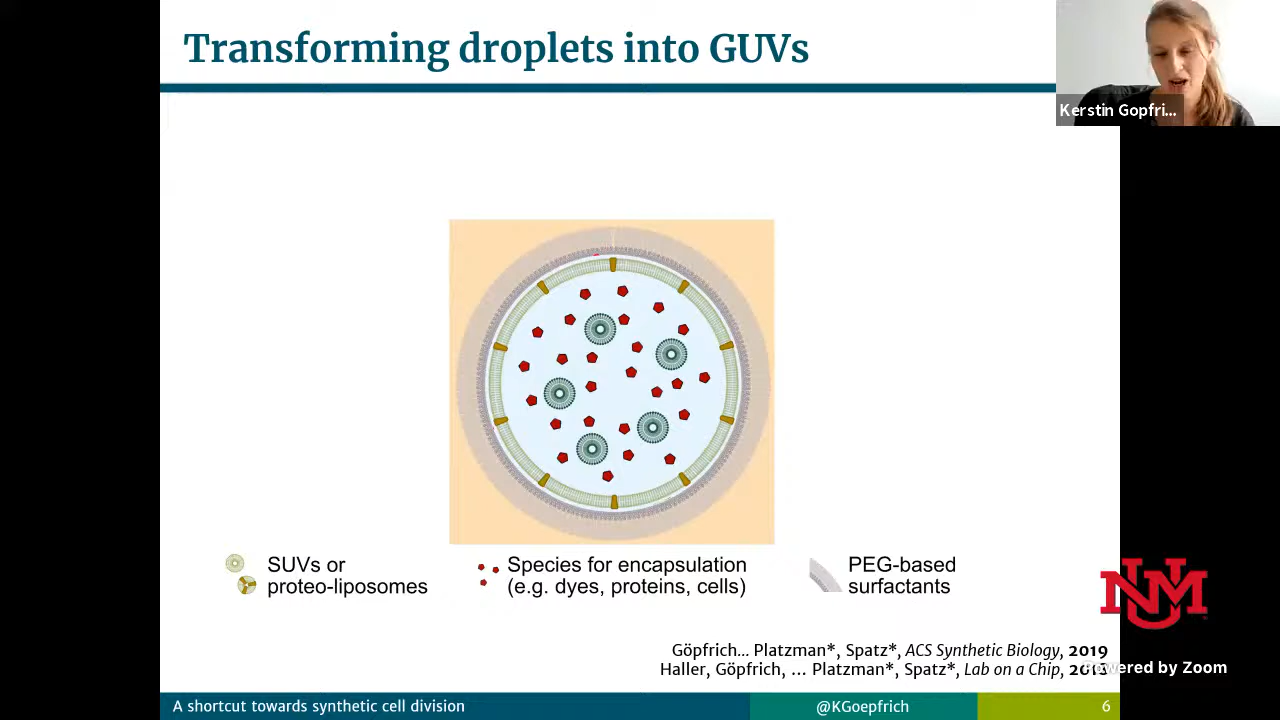 Transforming droplets into GUVs
Kerstin Gopfri...
SUVs or
proteo-liposomes
Species for encapsulation
(e.g. dyes, proteins, cells)
PEG-based
surfactants
UNM
Göpfrich... Platzman*, Spatz*, ACS Synthetic Biology, 2019
Haller, Göpfrich, ... Platzman*, Spatz*, Lab on a Chip,
Powered by Zoom
A shortcut towards synthetic cell division
@KGoepfrich
6